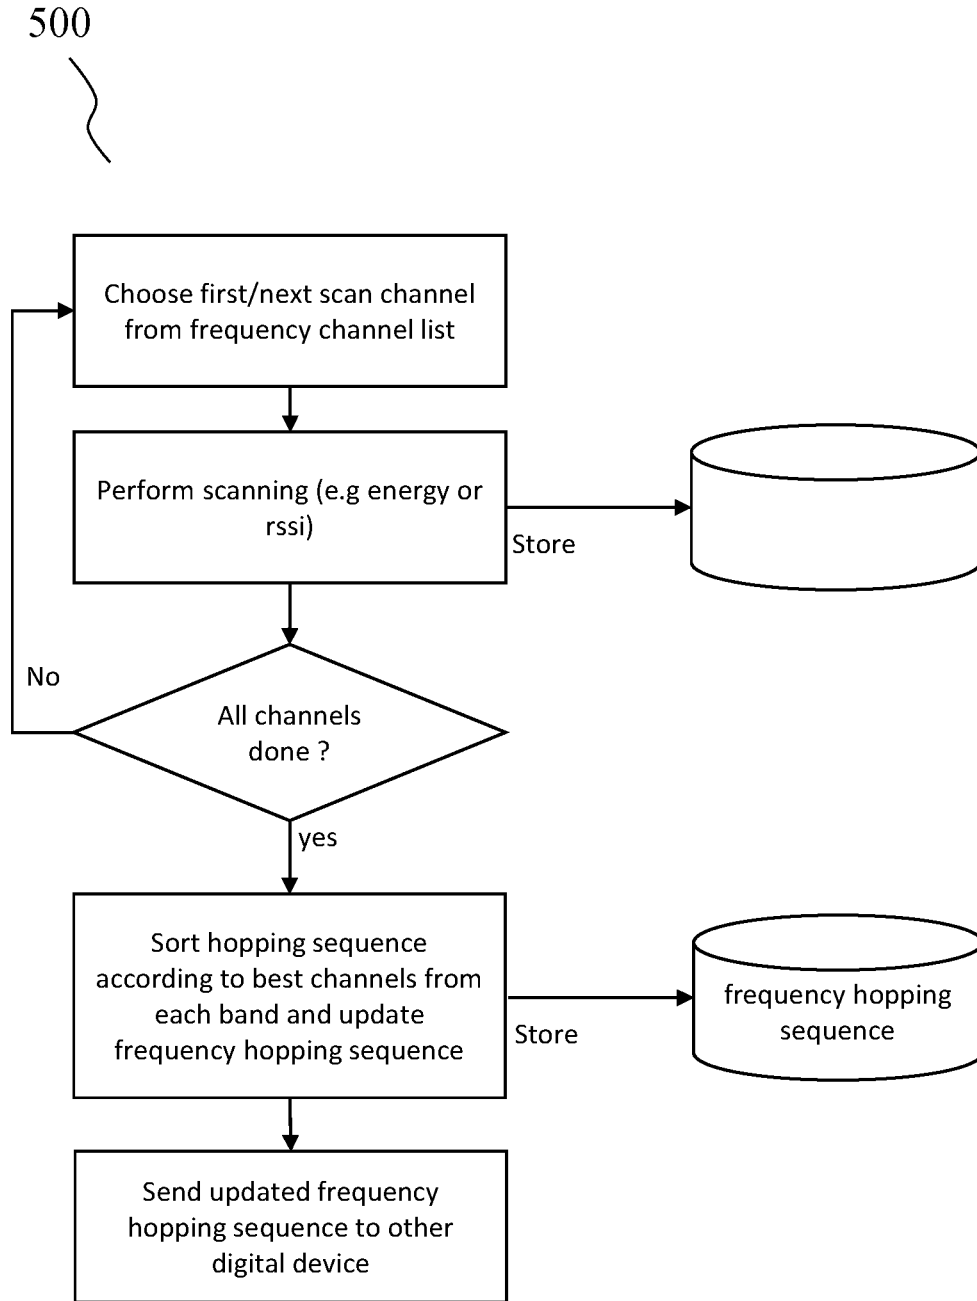 500
Choose first/next scan channel
from frequency channel list
Perform scanning (e.g energy or
rssi)
Store
No
All channels
done ?
yes
Sort hopping sequence
according to best channels from
each band and update
frequency hopping sequence
Store
frequency hopping
sequence
Send updated frequency
hopping sequence to other
digital device